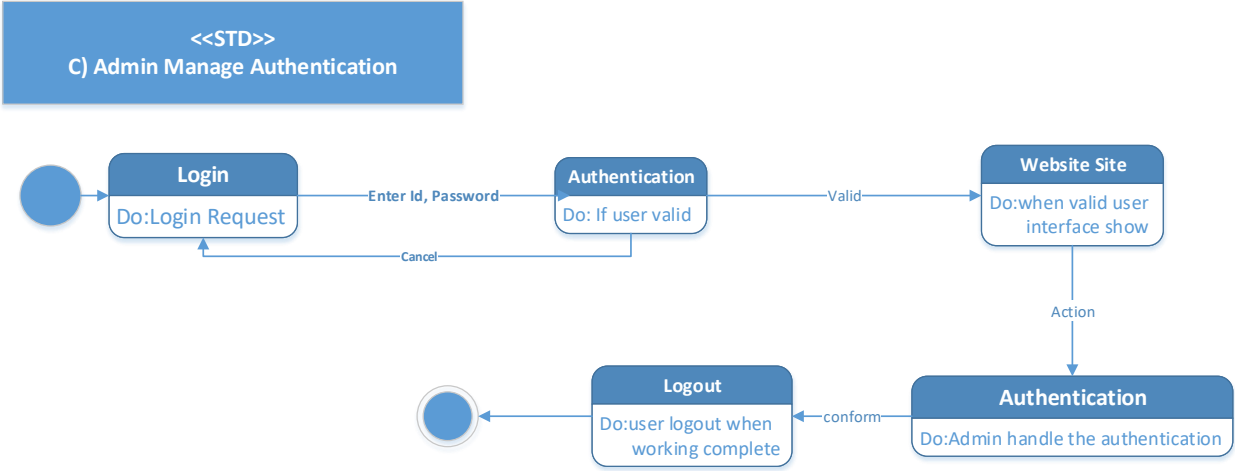 <<STD>>
C) Admin Manage Authentication
Login
Do:Login Request
Enter Id, Password
Authentication
Do: If user valid
Cancel
Valid
Website Site
Do:when valid user
interface show
Action
Authentication
Do:Admin handle the authentication
conform
Logout
Do:user logout when
working complete